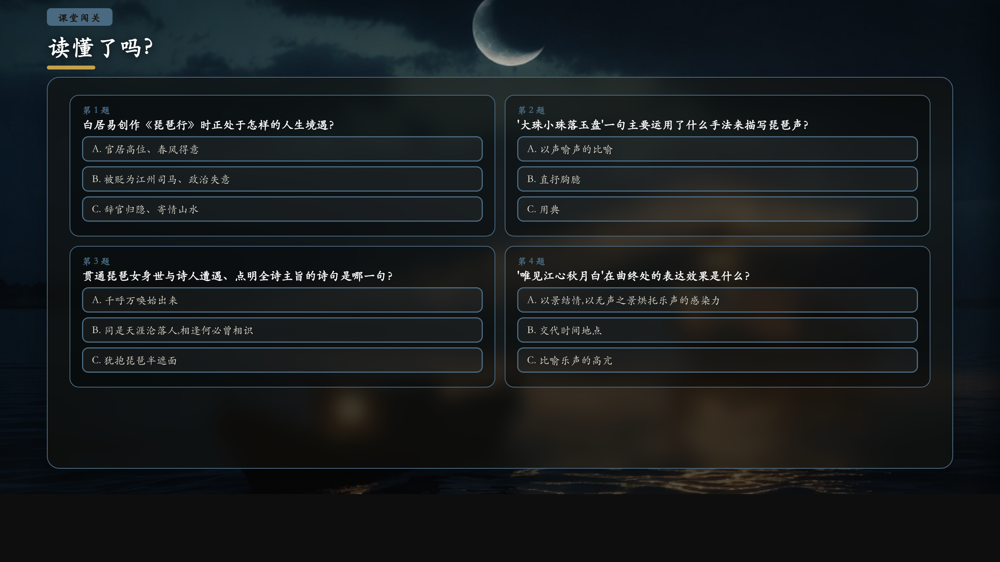 课堂闯关
读懂了吗?
第 1 题
白居易创作《琵琶行》时正处于怎样的人生境遇?
A. 官居高位、春风得意
B. 被贬为江州司马、政治失意
C. 辞官归隐、寄情山水
第 2 题
'大珠小珠落玉盘'一句主要运用了什么手法来描写琵琶声?
A. 以声喻声的比喻
B. 直抒胸臆
C. 用典
第 3 题
贯通琵琶女身世与诗人遭遇、点明全诗主旨的诗句是哪一句?
A. 千呼万唤始出来
B. 同是天涯沦落人,相逢何必曾相识
C. 犹抱琵琶半遮面
第 4 题
'唯见江心秋月白'在曲终处的表达效果是什么?
A. 以景结情,以无声之景烘托乐声的感染力
B. 交代时间地点
C. 比喻乐声的高亢